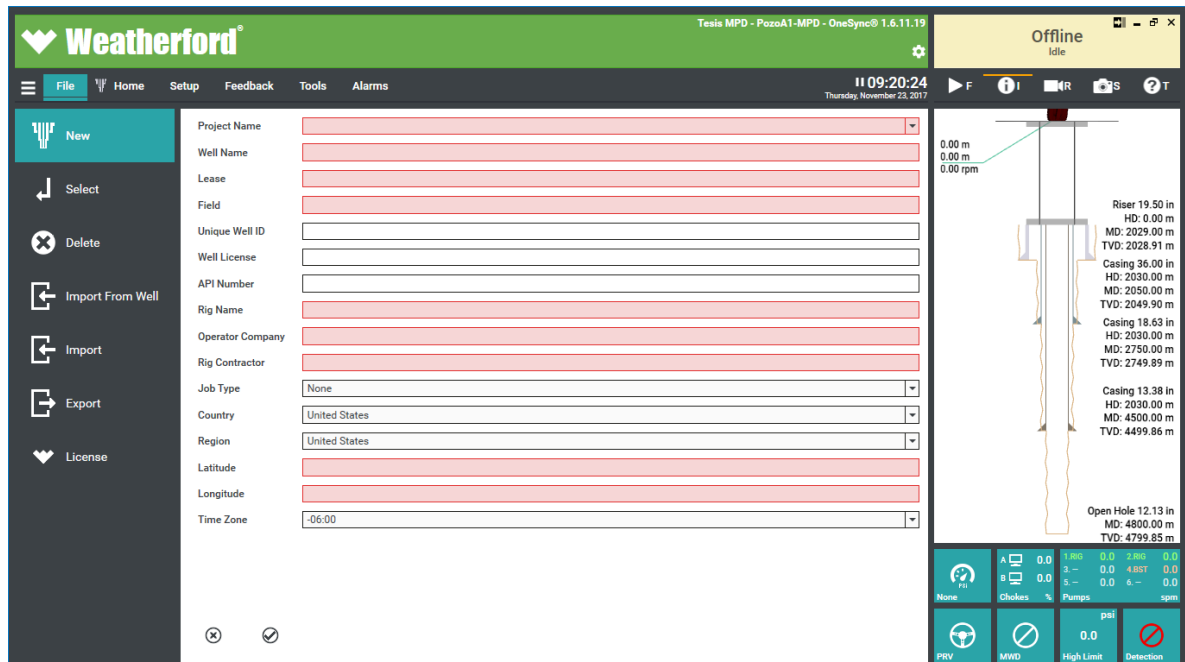 Weatherford®
Tesis MPD - PozoA1-MPD - OneSync® 1.6.11.19
Offline
Idle
File
Home
Setup
Feedback
Tools
Alarms
09:20:24
Thursday, November 23, 2017
F
I
R
S
T
New
Select
Delete
Import From Well
Import
Export
License
Project Name
Well Name
Lease
Field
Unique Well ID
Well License
API Number
Rig Name
Operator Company
Rig Contractor
Job Type None
Country United States
Region United States
Latitude
Longitude
Time Zone -06:00
0.00 m
0.00 m
0.00 rpm
Riser 19.50 in
HD: 0.00 m
MD: 2029.00 m
TVD: 2028.91 m
Casing 36.00 in
HD: 2030.00 m
MD: 2050.00 m
TVD: 2049.90 m
Casing 18.63 in
HD: 2030.00 m
MD: 2750.00 m
TVD: 2749.89 m
Casing 13.38 in
HD: 2030.00 m
MD: 4500.00 m
TVD: 4499.86 m
Open Hole 12.13 in
MD: 4800.00 m
TVD: 4799.85 m
PSI
None
A 0.0
B 0.0
Chokes %
1.RIG 0.0 2.RIG 0.0
3. -- 0.0 4.BST 0.0
5. -- 0.0 6. -- 0.0
Pumps spm
PRV
MWD
psi
0.0
High Limit
Detection